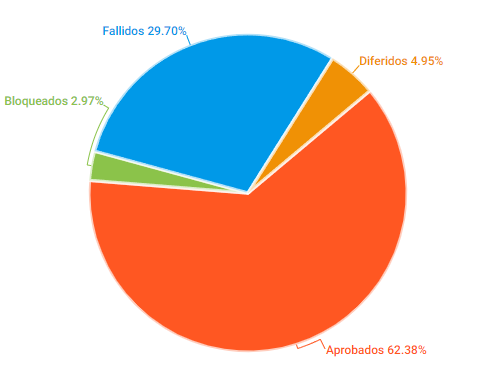 Fallidos 29.70%
Diferidos 4.95%
Bloqueados 2.97%
Aprobados 62.38%